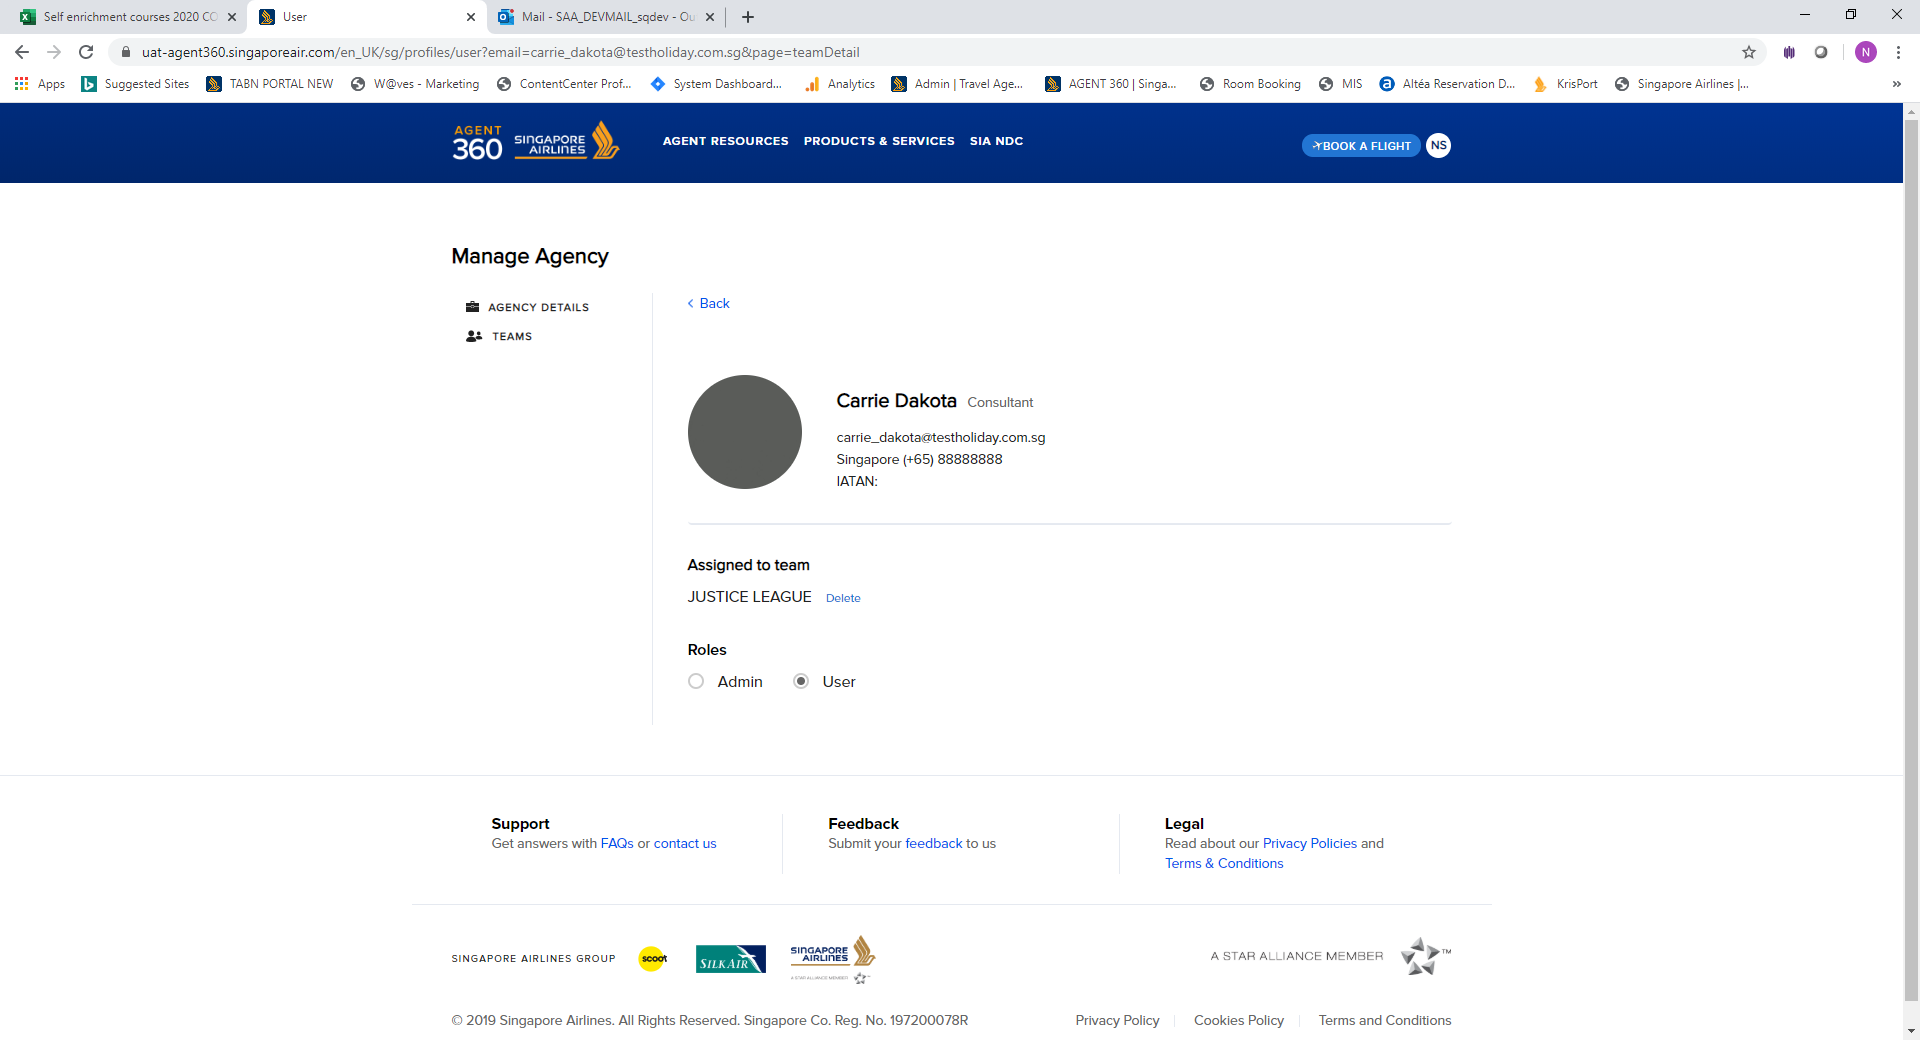 Self enrichment courses 2020 CO
User
Mail - SAA_DEVMAIL_sqdev - Ou
uat-agent360.singaporeair.com/en_UK/sg/profiles/user?email=carrie_dakota@testholiday.com.sg&page=teamDetail
N
Apps
Suggested Sites
TABN PORTAL NEW
W@ves - Marketing
ContentCenter Prof...
System Dashboard...
Analytics
Admin | Travel Age...
AGENT 360 | Singa...
Room Booking
MIS
Altéa Reservation D...
KrisPort
Singapore Airlines |...
AGENT
360
SINGAPORE
AIRLINES
AGENT RESOURCES
PRODUCTS & SERVICES
SIA NDC
BOOK A FLIGHT
NS
Manage Agency
AGENCY DETAILS
TEAMS
Back
Carrie Dakota Consultant
carrie_dakota@testholiday.com.sg
Singapore (+65) 88888888
IATAN:
Assigned to team
JUSTICE LEAGUE Delete
Roles
Admin User
Support
Get answers with FAQs or contact us
Feedback
Submit your feedback to us
Legal
Read about our Privacy Policies and
Terms & Conditions
SINGAPORE AIRLINES GROUP
scoot
SILKAIR
SINGAPORE
AIRLINES
A STAR ALLIANCE MEMBER
A STAR ALLIANCE MEMBER
TM
© 2019 Singapore Airlines. All Rights Reserved. Singapore Co. Reg. No. 197200078R
Privacy Policy
Cookies Policy
Terms and Conditions